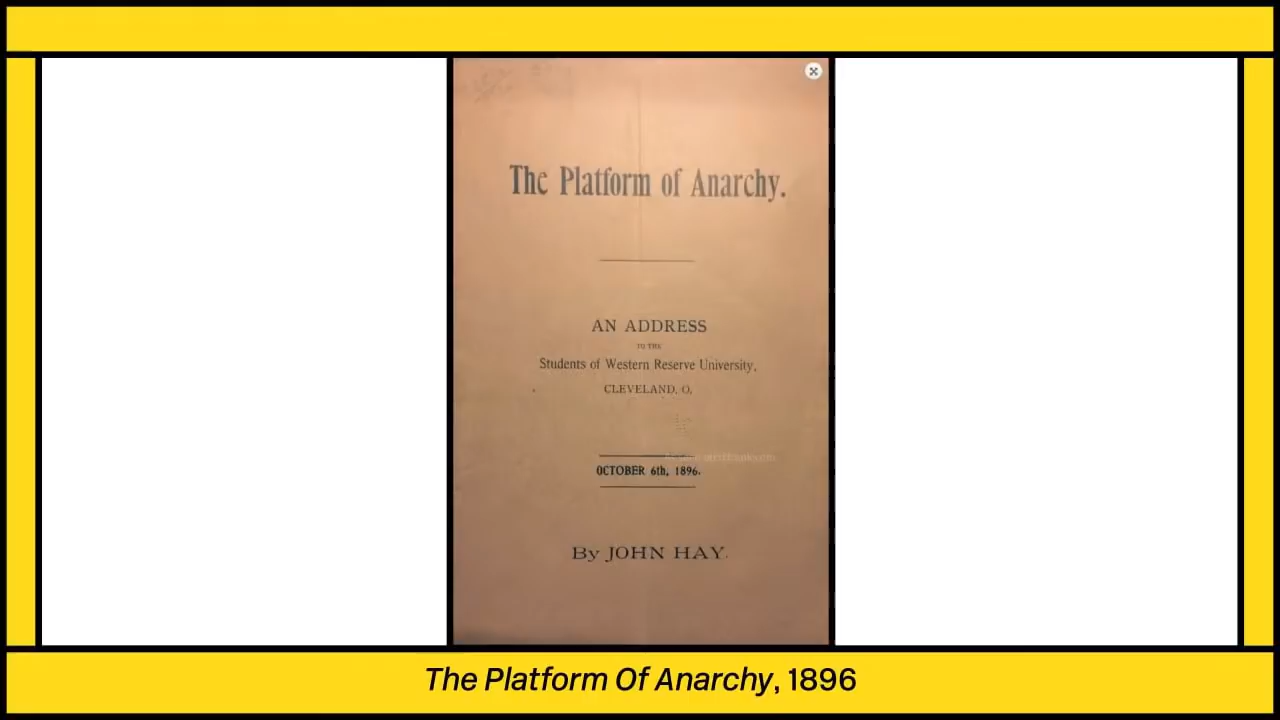 The Platform of Anarchy.
AN ADDRESS
TO THE
Students of Western Reserve University,
CLEVELAND, O.
OCTOBER 6th, 1896.
By JOHN HAY.
The Platform Of Anarchy, 1896